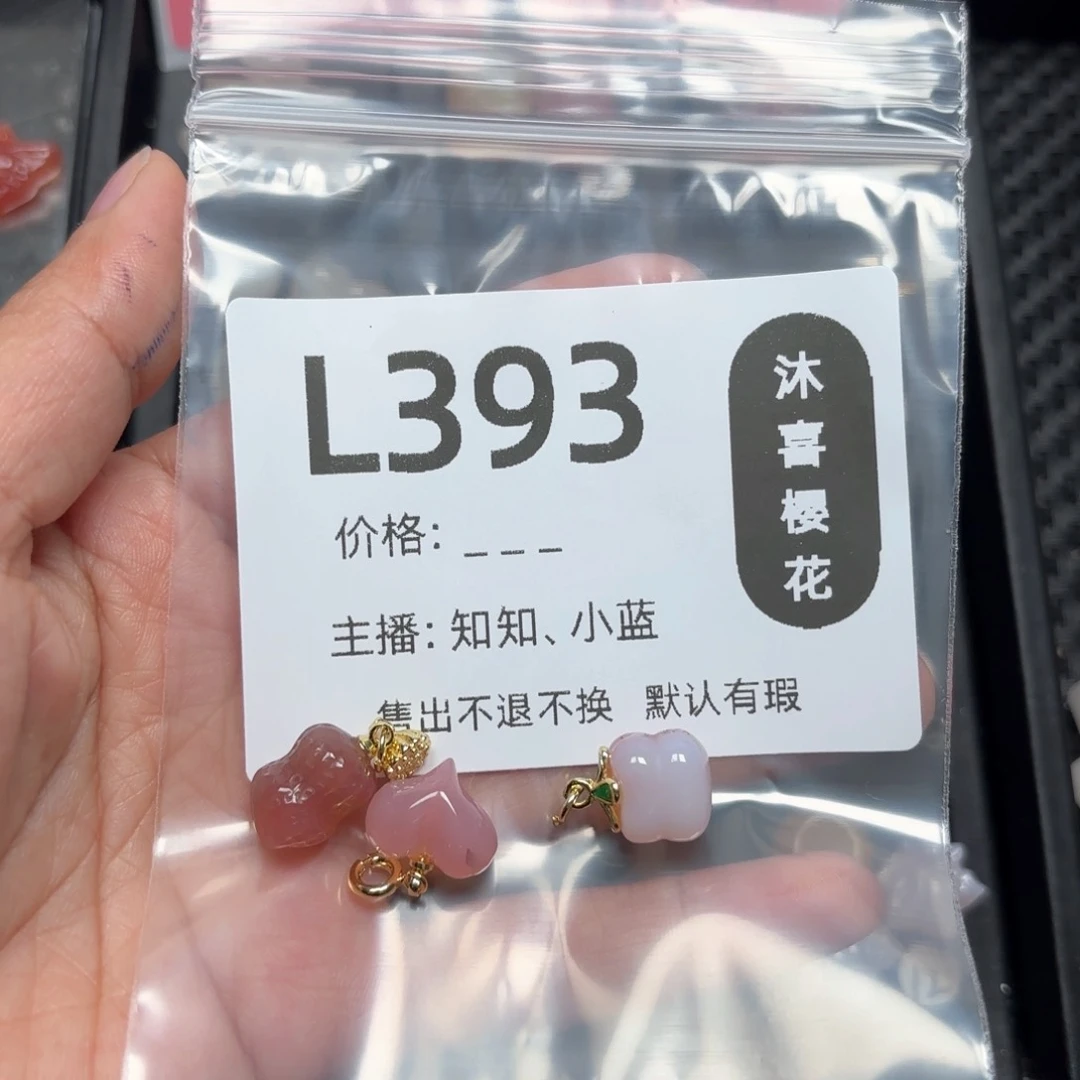 L393
沐喜樱花
价格: _ _ _
主播: 知知、小蓝
售出不退不换 默认有瑕